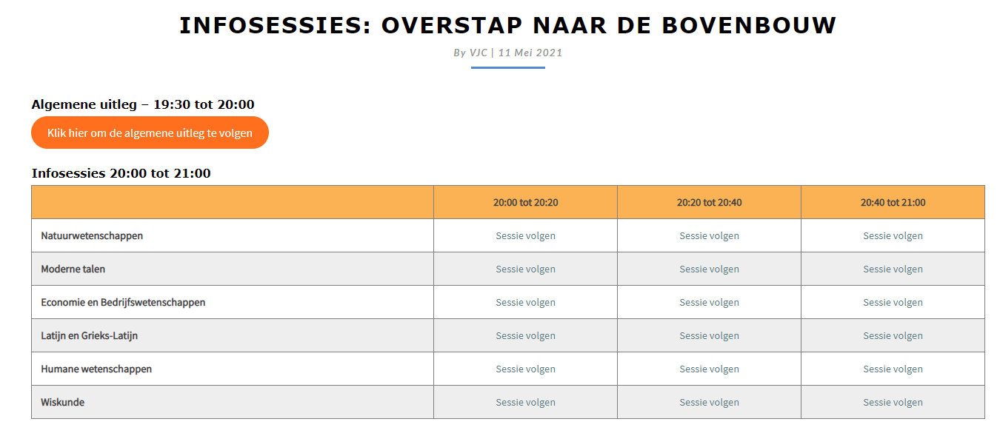 INFOSESSIES: OVERSTAP NAAR DE BOVENBOUW
By VJC | 11 Mei 2021
Algemene uitleg – 19:30 tot 20:00
Klik hier om de algemene uitleg te volgen
Infosessies 20:00 tot 21:00
20:00 tot 20:20 20:20 tot 20:40 20:40 tot 21:00
Natuurwetenschappen Sessie volgen Sessie volgen Sessie volgen
Moderne talen Sessie volgen Sessie volgen Sessie volgen
Economie en Bedrijfswetenschappen Sessie volgen Sessie volgen Sessie volgen
Latijn en Grieks-Latijn Sessie volgen Sessie volgen Sessie volgen
Humane wetenschappen Sessie volgen Sessie volgen Sessie volgen
Wiskunde Sessie volgen Sessie volgen Sessie volgen